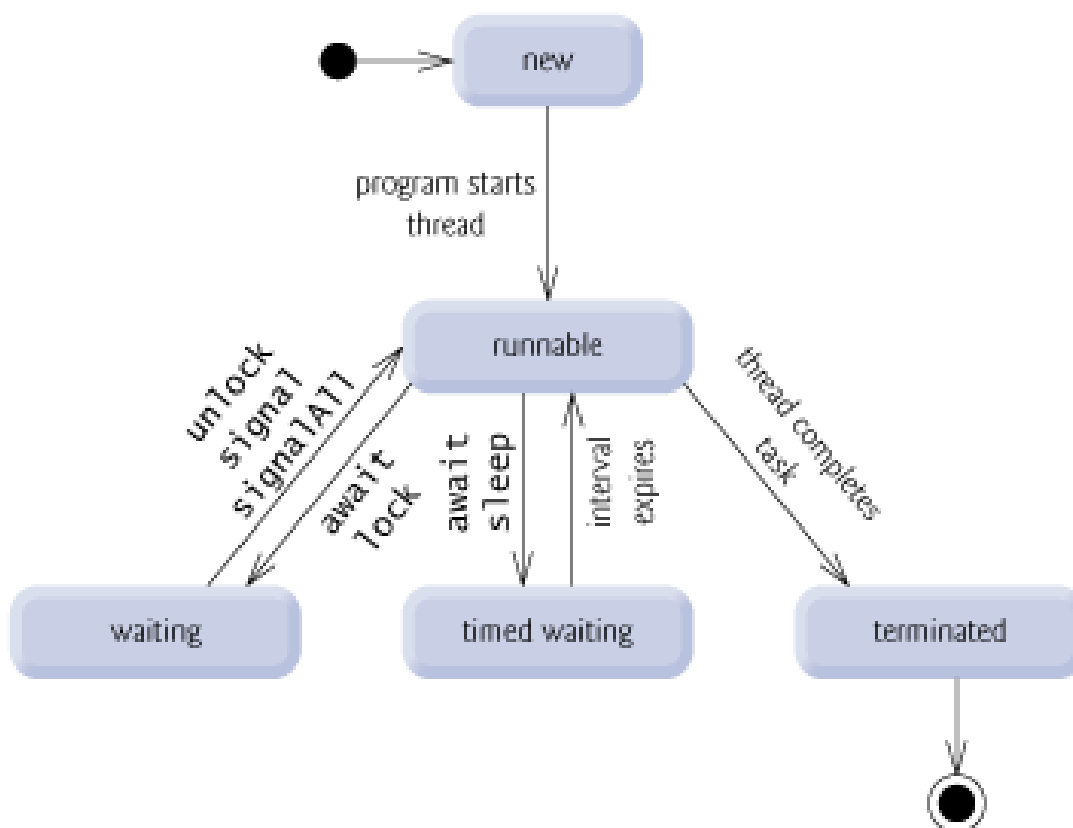 new
program starts
thread
runnable
unlock
signal
signalAll
await
lock
await
sleep
interval
expires
thread completes
task
waiting
timed waiting
terminated